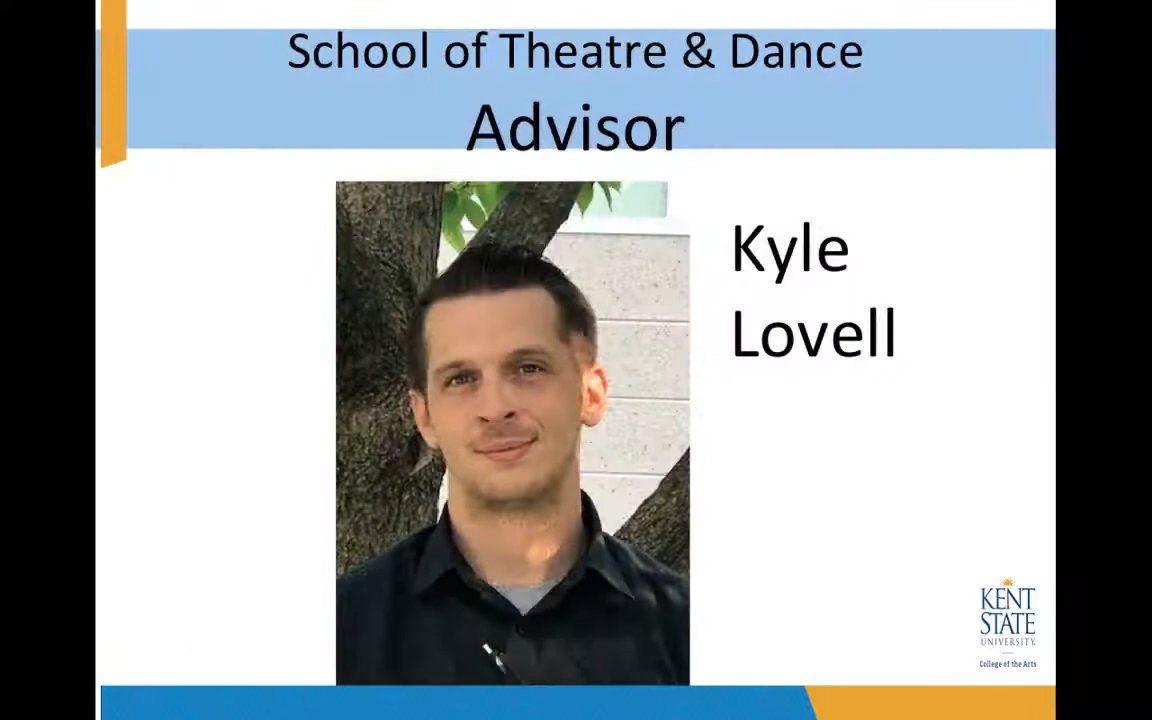 School of Theatre & Dance
Advisor
Kyle
Lovell
KENT
STATE
UNIVERSITY.
College of the Arts